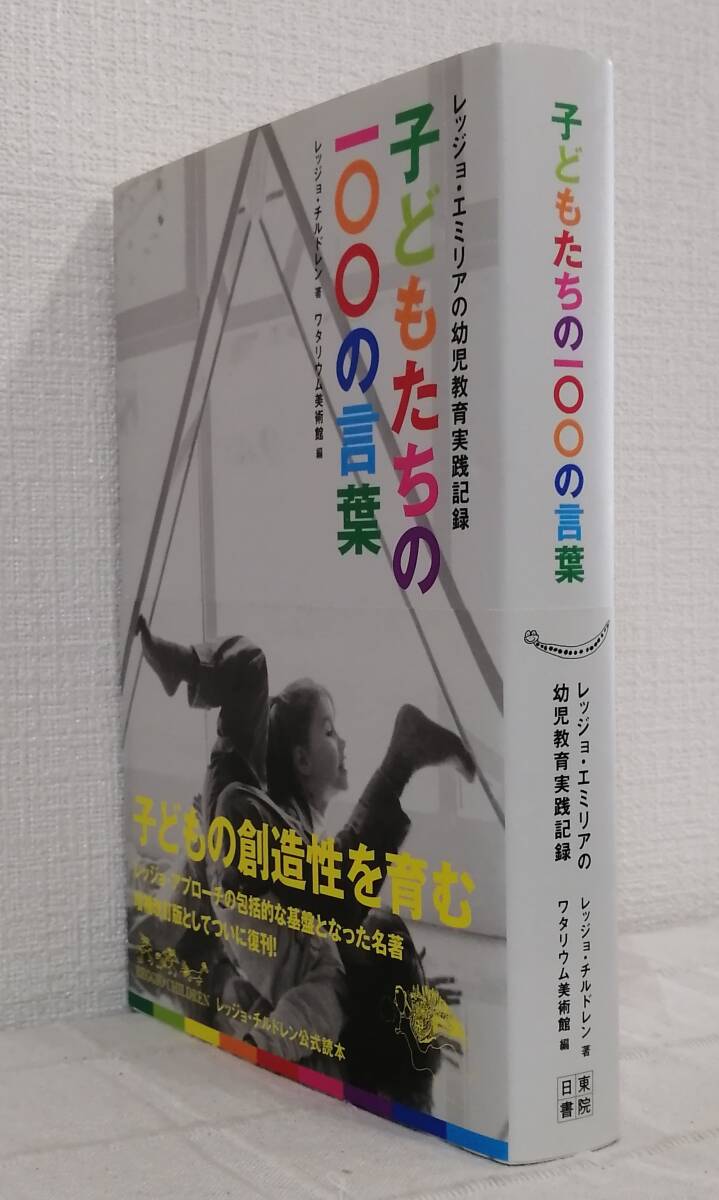 レッジョ・エミリアの幼児教育実践記録
子どもたちの
一〇〇の言葉
レッジョ・チルドレン 著 ワタリウム美術館 編
子どもの創造性を育む
レッジョ・アプローチの包括的な基盤となった名著
増補改訂版としてついに復刊!
REGGIO CHILDREN
レッジョ・チルドレン公式読本
子どもたちの一〇〇の言葉
レッジョ・エミリアの
幼児教育実践記録
レッジョ・チルドレン 著
ワタリウム美術館 編
東院
日書